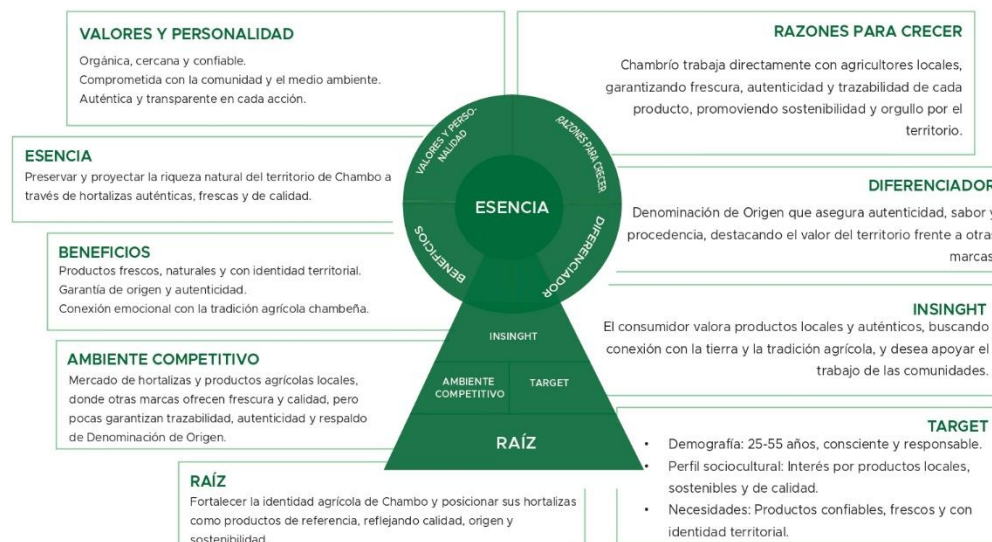 VALORES Y PERSONALIDAD
Orgánica, cercana y confiable.
Comprometida con la comunidad y el medio ambiente.
Auténtica y transparente en cada acción.
RAZONES PARA CRECER
Chambrío trabaja directamente con agricultores locales,
garantizando frescura, autenticidad y trazabilidad de cada
producto, promoviendo sostenibilidad y orgullo por el
territorio.
ESENCIA
Preservar y proyectar la riqueza natural del territorio de Chambo a
través de hortalizas auténticas, frescas y de calidad.
DIFERENCIADOR
Denominación de Origen que asegura autenticidad, sabor y
procedencia, destacando el valor del territorio frente a otras
marcas
BENEFICIOS
Productos frescos, naturales y con identidad territorial.
Garantía de origen y autenticidad.
Conexión emocional con la tradición agrícola chambeña.
INSINGHT
El consumidor valora productos locales y auténticos, buscando
conexión con la tierra y la tradición agrícola, y desea apoyar el
trabajo de las comunidades.
AMBIENTE COMPETITIVO
Mercado de hortalizas y productos agrícolas locales,
donde otras marcas ofrecen frescura y calidad, pero
pocas garantizan trazabilidad, autenticidad y respaldo
de Denominación de Origen.
TARGET
• Demografía: 25-55 años, consciente y responsable.
• Perfil sociocultural: Interés por productos locales,
sostenibles y de calidad.
• Necesidades: Productos confiables, frescos y con
identidad territorial.
RAÍZ
Fortalecer la identidad agrícola de Chambo y posicionar sus hortalizas
como productos de referencia, reflejando calidad, origen y
sostenibilidad
VALORES Y PERSO-
NALIDAD
RAZONES PARA CRECER
ESENCIA
BENEFICIOS
DIFERENCIADOR
INSINGHT
AMBIENTE
COMPETITIVO
TARGET
RAÍZ